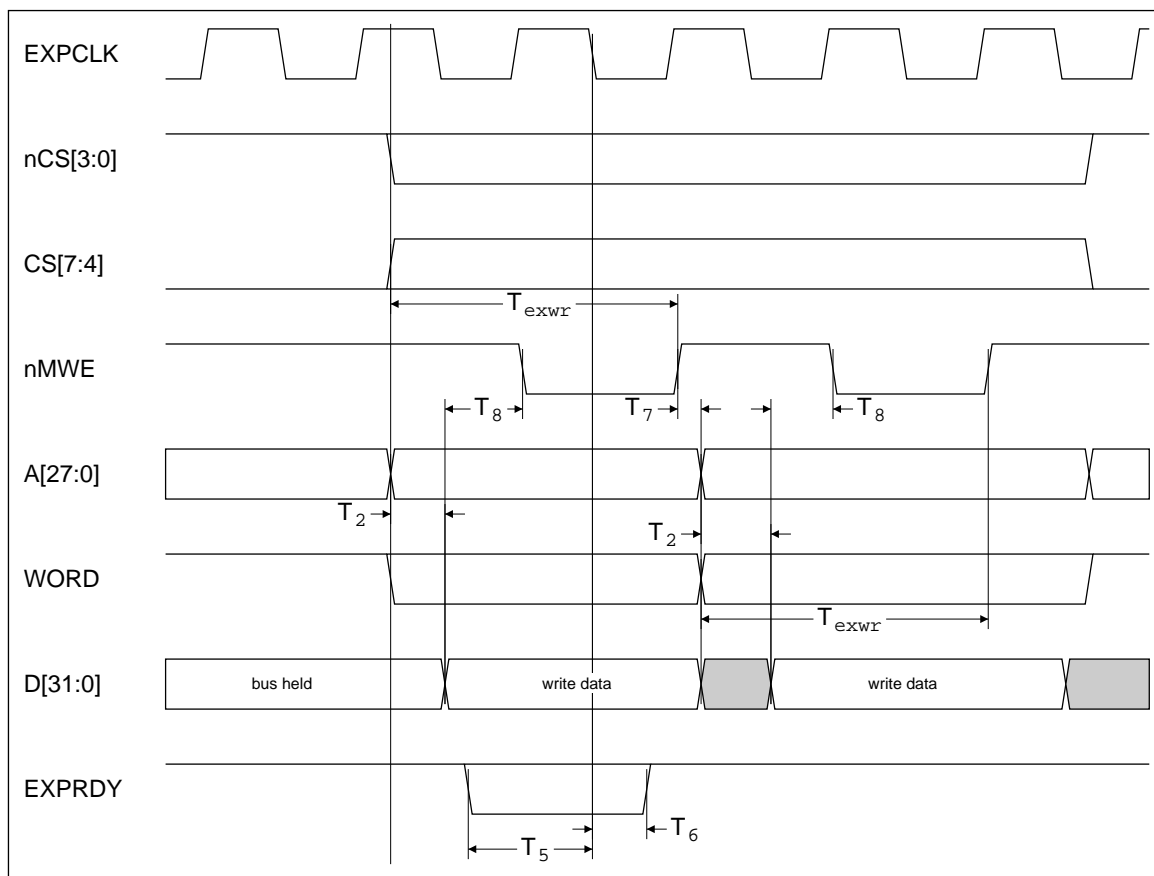 EXPCLK
nCS[3:0]
CS[7:4]
Texwr
nMWE
T8 T7 T8
A[27:0]
T2
T2
WORD
Texwr
D[31:0] bus held write data write data
EXPRDY
T6
T5